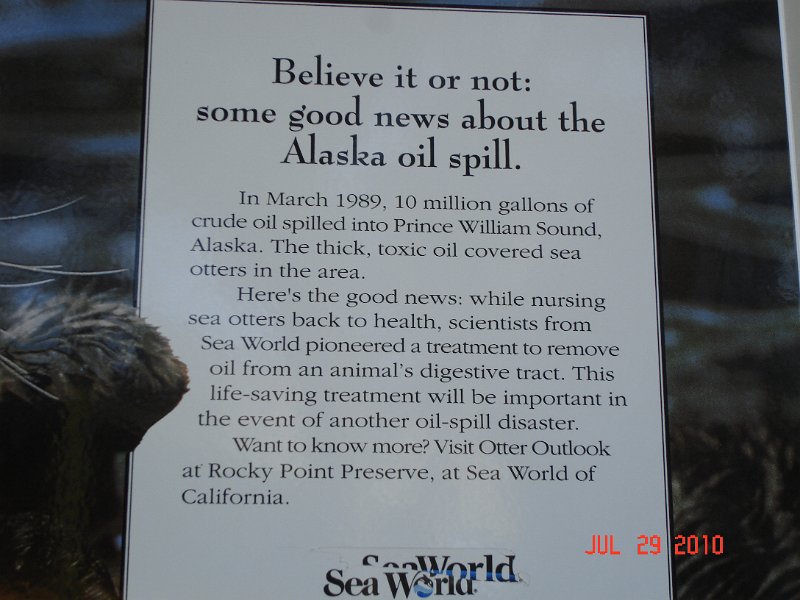 Believe it or not:
some good news about the
Alaska oil spill.
In March 1989, 10 million gallons of
crude oil spilled into Prince William Sound,
Alaska. The thick, toxic oil covered sea
otters in the area.
Here's the good news: while nursing
sea otters back to health, scientists from
Sea World pioneered a treatment to remove
oil from an animal's digestive tract. This
life-saving treatment will be important in
the event of another oil-spill disaster.
Want to know more? Visit Otter Outlook
at Rocky Point Preserve, at Sea World of
California.
SeaWorld.
Sea World.
JUL 29 2010